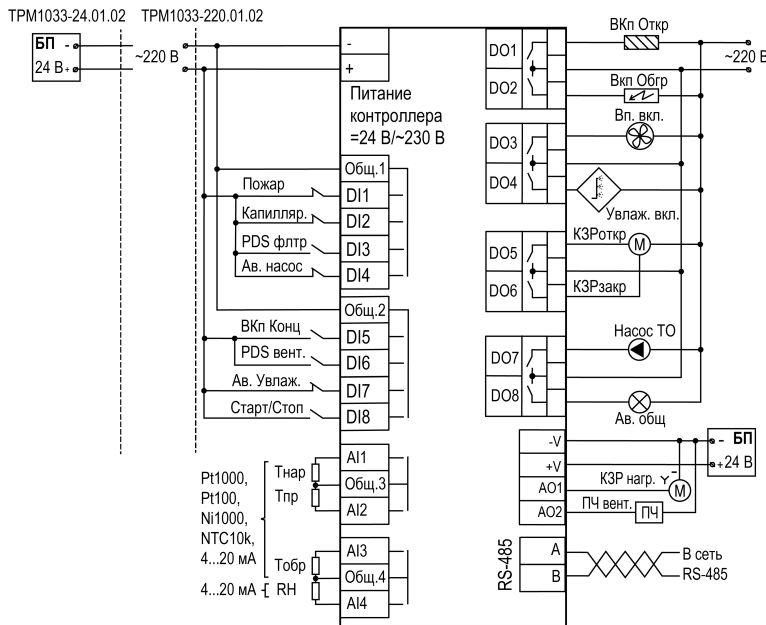 ТРМ1033-24.01.02
ТРМ1033-220.01.02
БП -
24 В+
~220 В
-
+
Питание
контроллера
=24 В/~230 В
Общ.1
Пожар
DI1
Капилляр.
DI2
PDS флтр
DI3
Ав. насос
DI4
Общ.2
ВКп Конц
DI5
PDS вент.
DI6
Ав. Увлаж.
DI7
Старт/Стоп
DI8
Pt1000,
Pt100,
Ni1000,
NTC10k,
4...20 мА
Тнар
Тпр
AI1
Общ.3
AI2
Тобр
4...20 мА
RH
AI3
Общ.4
AI4
DO1
ВКп Откр
~220 В
DO2
Вкп Обгр
DO3
Вп. вкл.
DO4
Увлаж. вкл.
DO5
КЗРоткр
М
DO6
КЗРзакр
DO7
Насос ТО
DO8
Ав. общ
-V
- БП
+V
+24 В
AO1
КЗР нагр.
Y
-
М
AO2
ПЧ вент.
ПЧ
RS-485
A
В сеть
B
RS-485